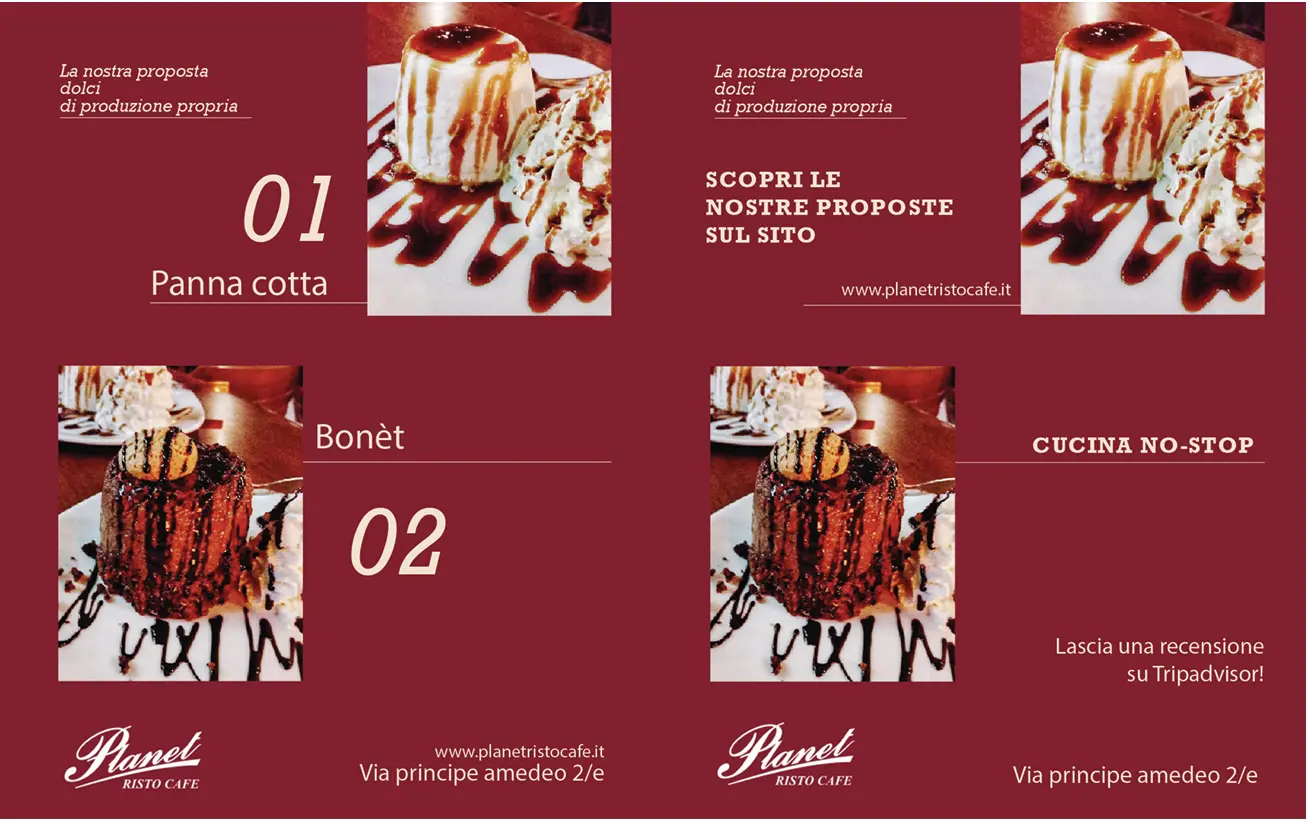 La nostra proposta
dolci
di produzione propria
01
Panna cotta
Bonèt
02
Planet
RISTO CAFE
www.planetristocafe.it
Via principe amedeo 2/e
La nostra proposta
dolci
di produzione propria
SCOPRI LE
NOSTRE PROPOSTE
SUL SITO
www.planetristocafe.it
CUCINA NO-STOP
Lascia una recensione
su Tripadvisor!
Planet
RISTO CAFE
Via principe amedeo 2/e